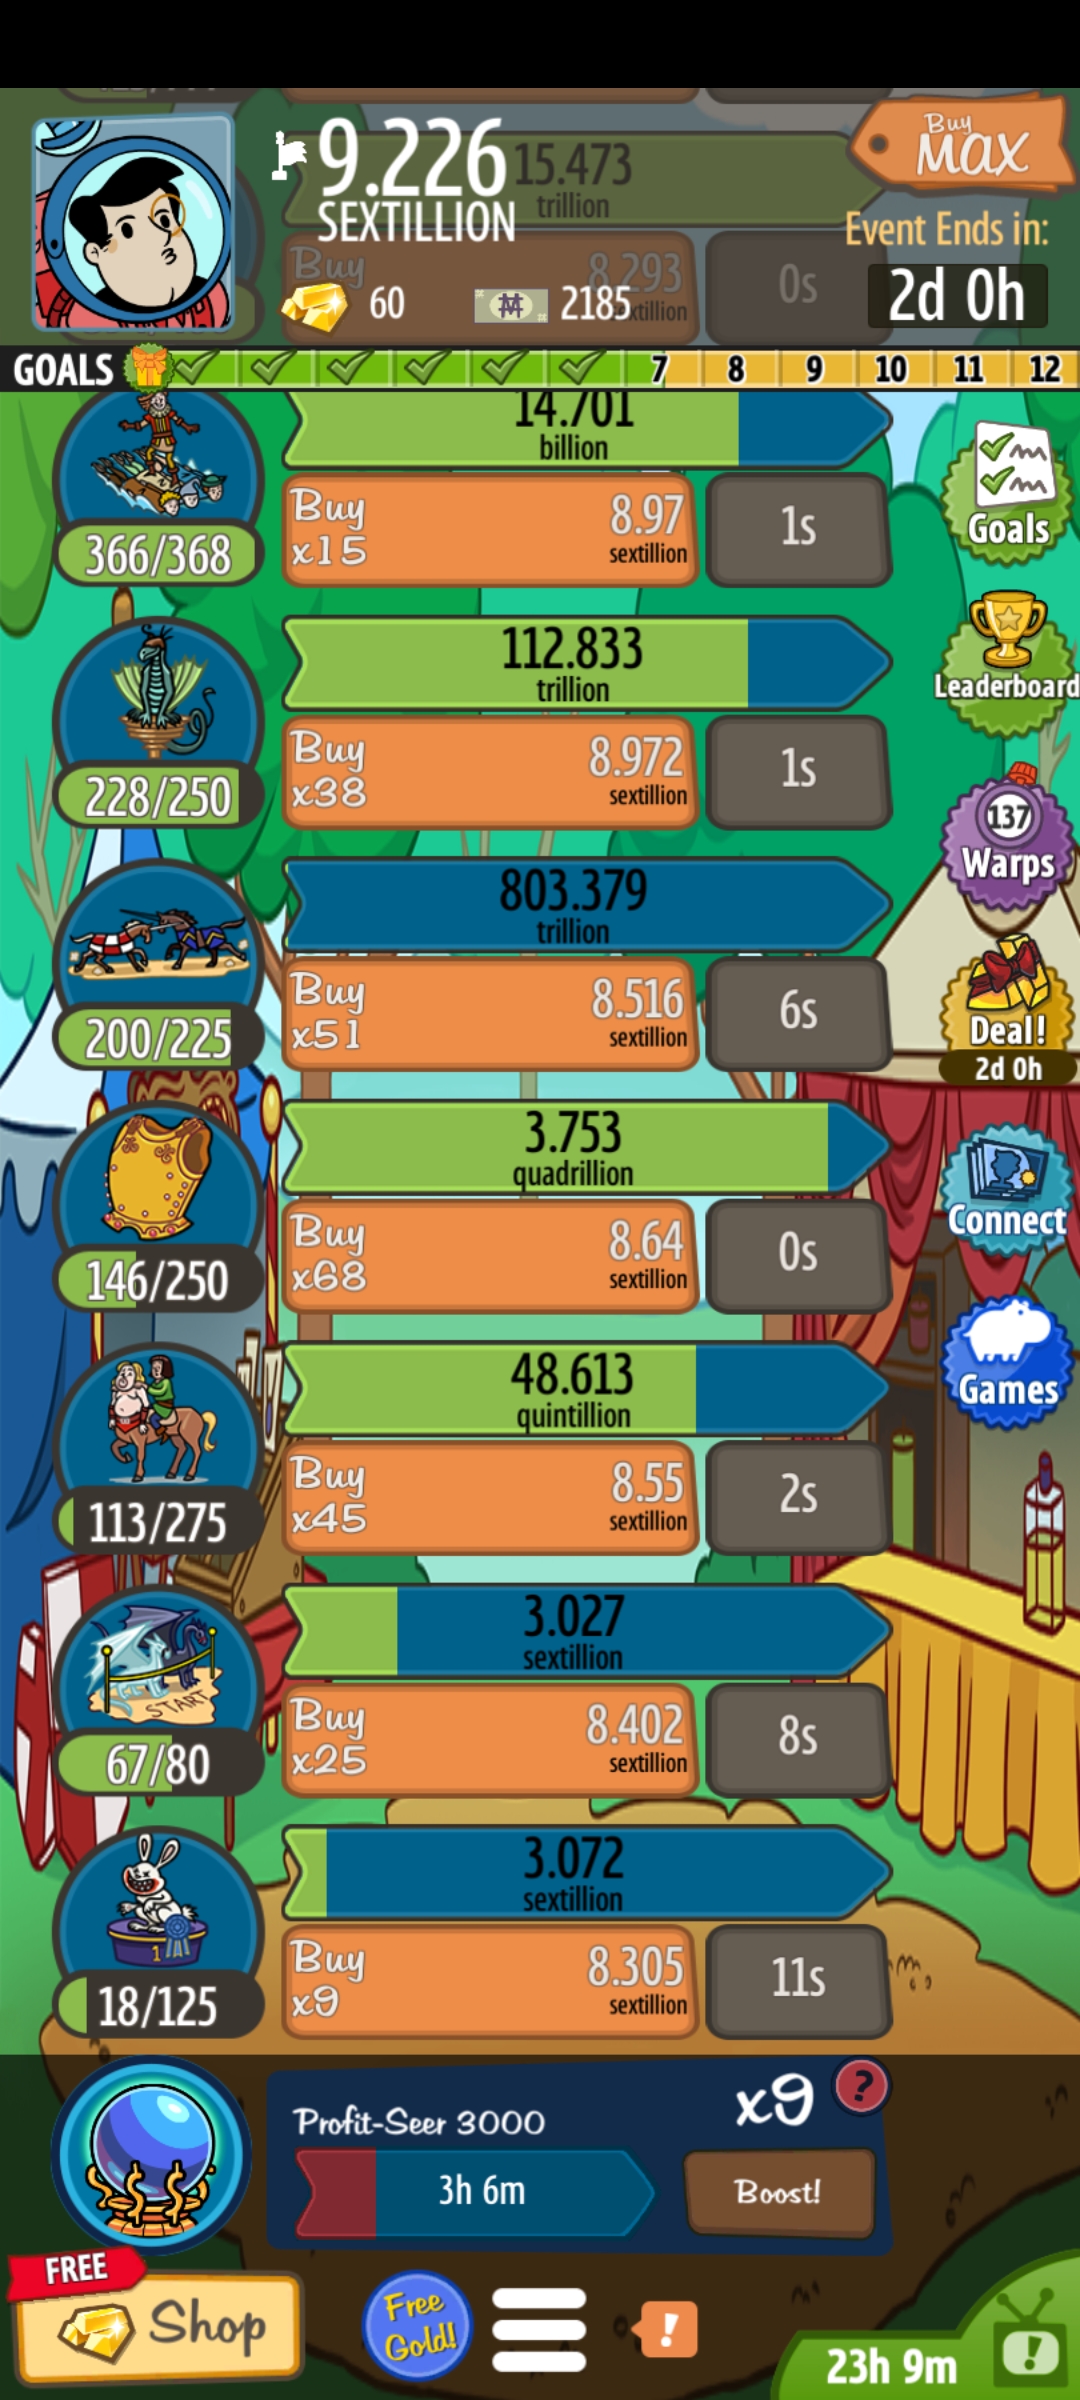 9.226
SEXTILLION
15.473
trillion
Buy
MAX
Event Ends in:
2d 0h
Buy
8.293
0s
60
2185
GOALS
7
8
9
10
11
12
14.701
billion
366/368
Buy
x15
8.97
sextillion
1s
Goals
112.833
trillion
228/250
Buy
x38
8.972
sextillion
1s
Leaderboard
137
Warps
803.379
trillion
200/225
Buy
x51
8.516
sextillion
6s
Deal!
2d 0h
3.753
quadrillion
146/250
Buy
x68
8.64
sextillion
0s
Connect
48.613
quintillion
113/275
Buy
x45
8.55
sextillion
2s
Games
3.027
sextillion
START
67/80
Buy
x25
8.402
sextillion
8s
3.072
sextillion
1
18/125
Buy
x9
8.305
sextillion
11s
Profit-Seer 3000
x9
?
3h 6m
Boost!
FREE
Shop
Free
Gold!
!
23h 9m
!